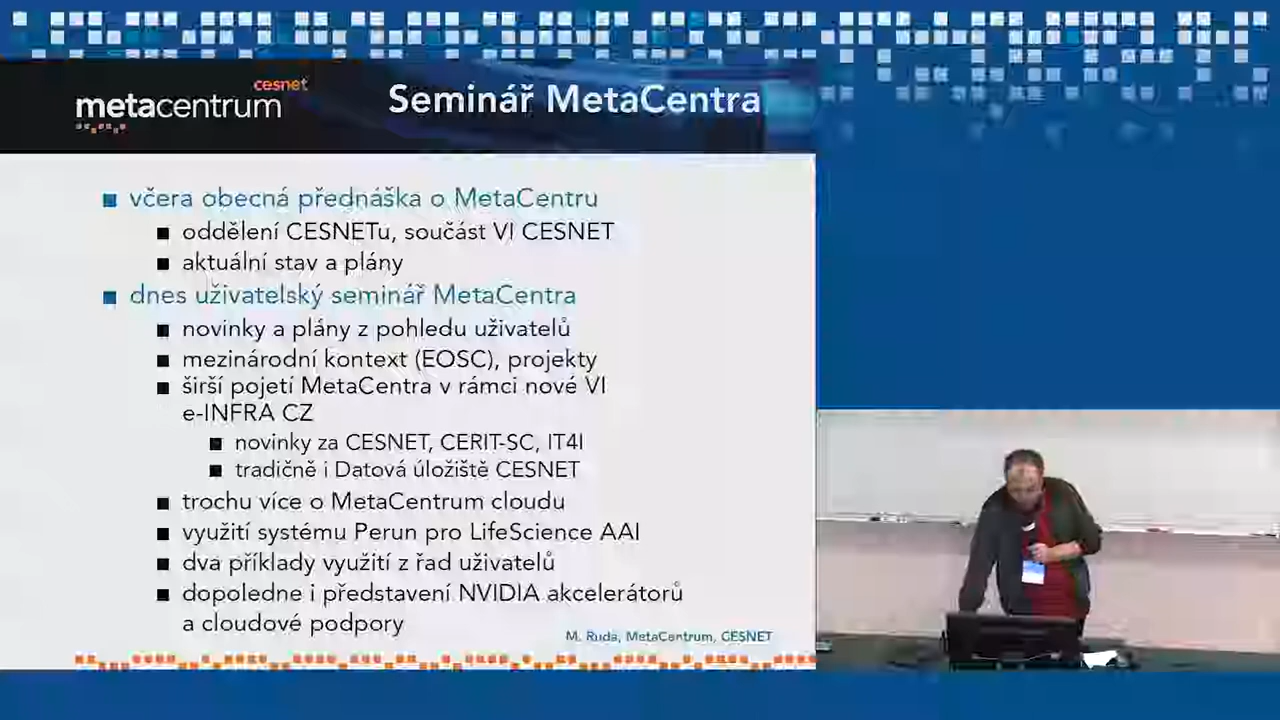 cesnet
metacentrum
Seminář MetaCentra
včera obecná přednáška o MetaCentru
oddělení CESNETu, součást VI CESNET
aktuální stav a plány
dnes uživatelský seminář MetaCentra
novinky a plány z pohledu uživatelů
mezinárodní kontext (EOSC), projekty
širší pojetí MetaCentra v rámci nové VI
e-INFRA CZ
novinky za CESNET, CERIT-SC, IT4I
tradičně i Datová úložiště CESNET
trochu více o MetaCentrum cloudu
využití systému Perun pro LifeScience AAI
dva příklady využítí z řad uživatelů
dopoledne i představení NVIDIA akcelerátorů
a cloudové podpory
M. Ruda, MetaCentrum, CESNET